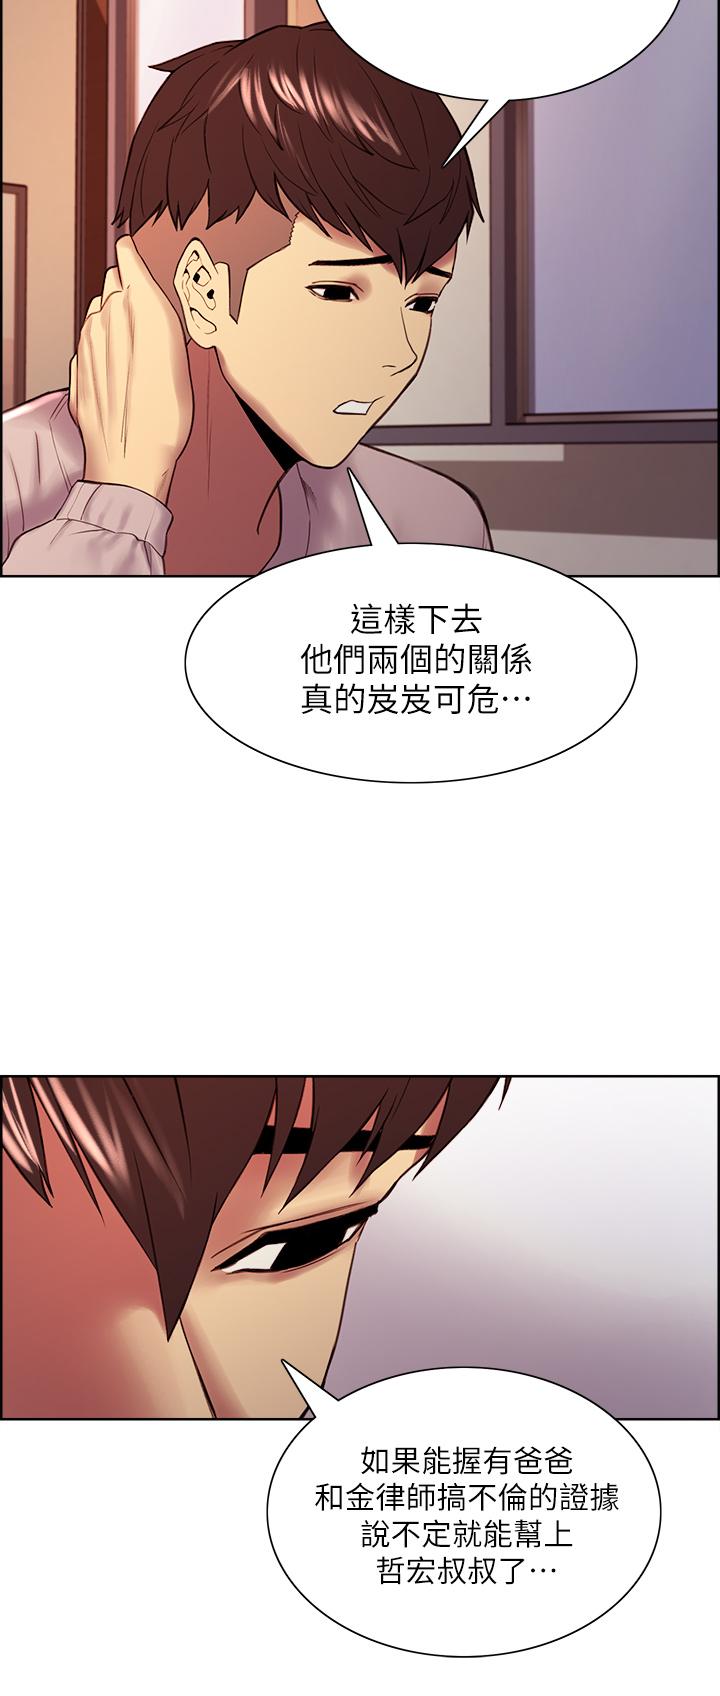 這樣下去
他們兩個的關係
真的岌岌可危⋯
如果能握有爸爸
和金律師搞不倫的證據
說不定就能幫上
哲宏叔叔了⋯